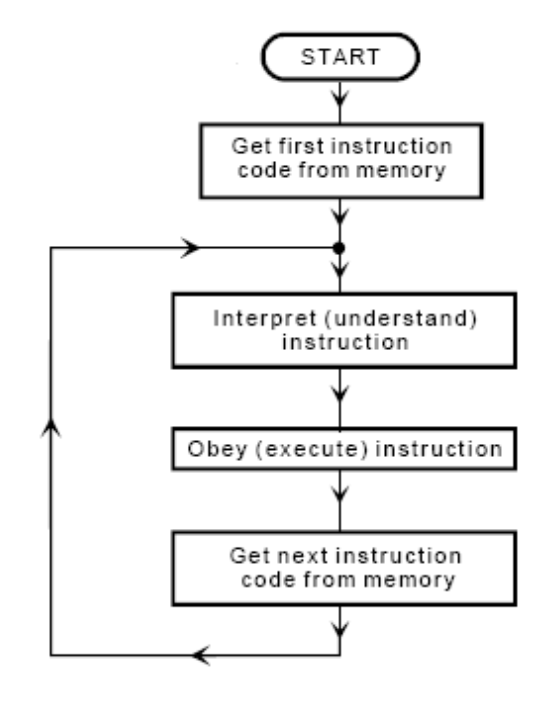 START
Get first instruction
code from memory
Interpret (understand)
instruction
Obey (execute) instruction
Get next instruction
code from memory